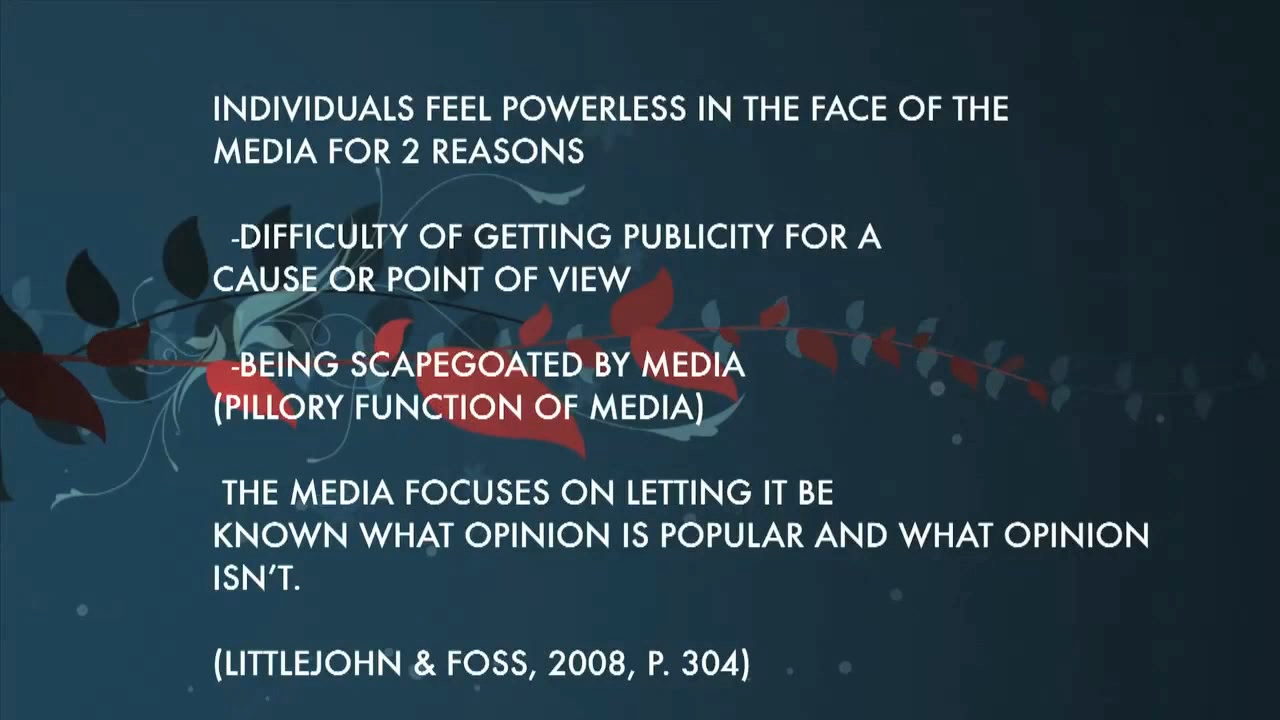 INDIVIDUALS FEEL POWERLESS IN THE FACE OF THE
MEDIA FOR 2 REASONS
-DIFFICULTY OF GETTING PUBLICITY FOR A
CAUSE OR POINT OF VIEW
-BEING SCAPEGOATED BY MEDIA
(PILLORY FUNCTION OF MEDIA)
THE MEDIA FOCUSES ON LETTING IT BE
KNOWN WHAT OPINION IS POPULAR AND WHAT OPINION
ISN'T.
(LITTLEJOHN & FOSS, 2008, P. 304)